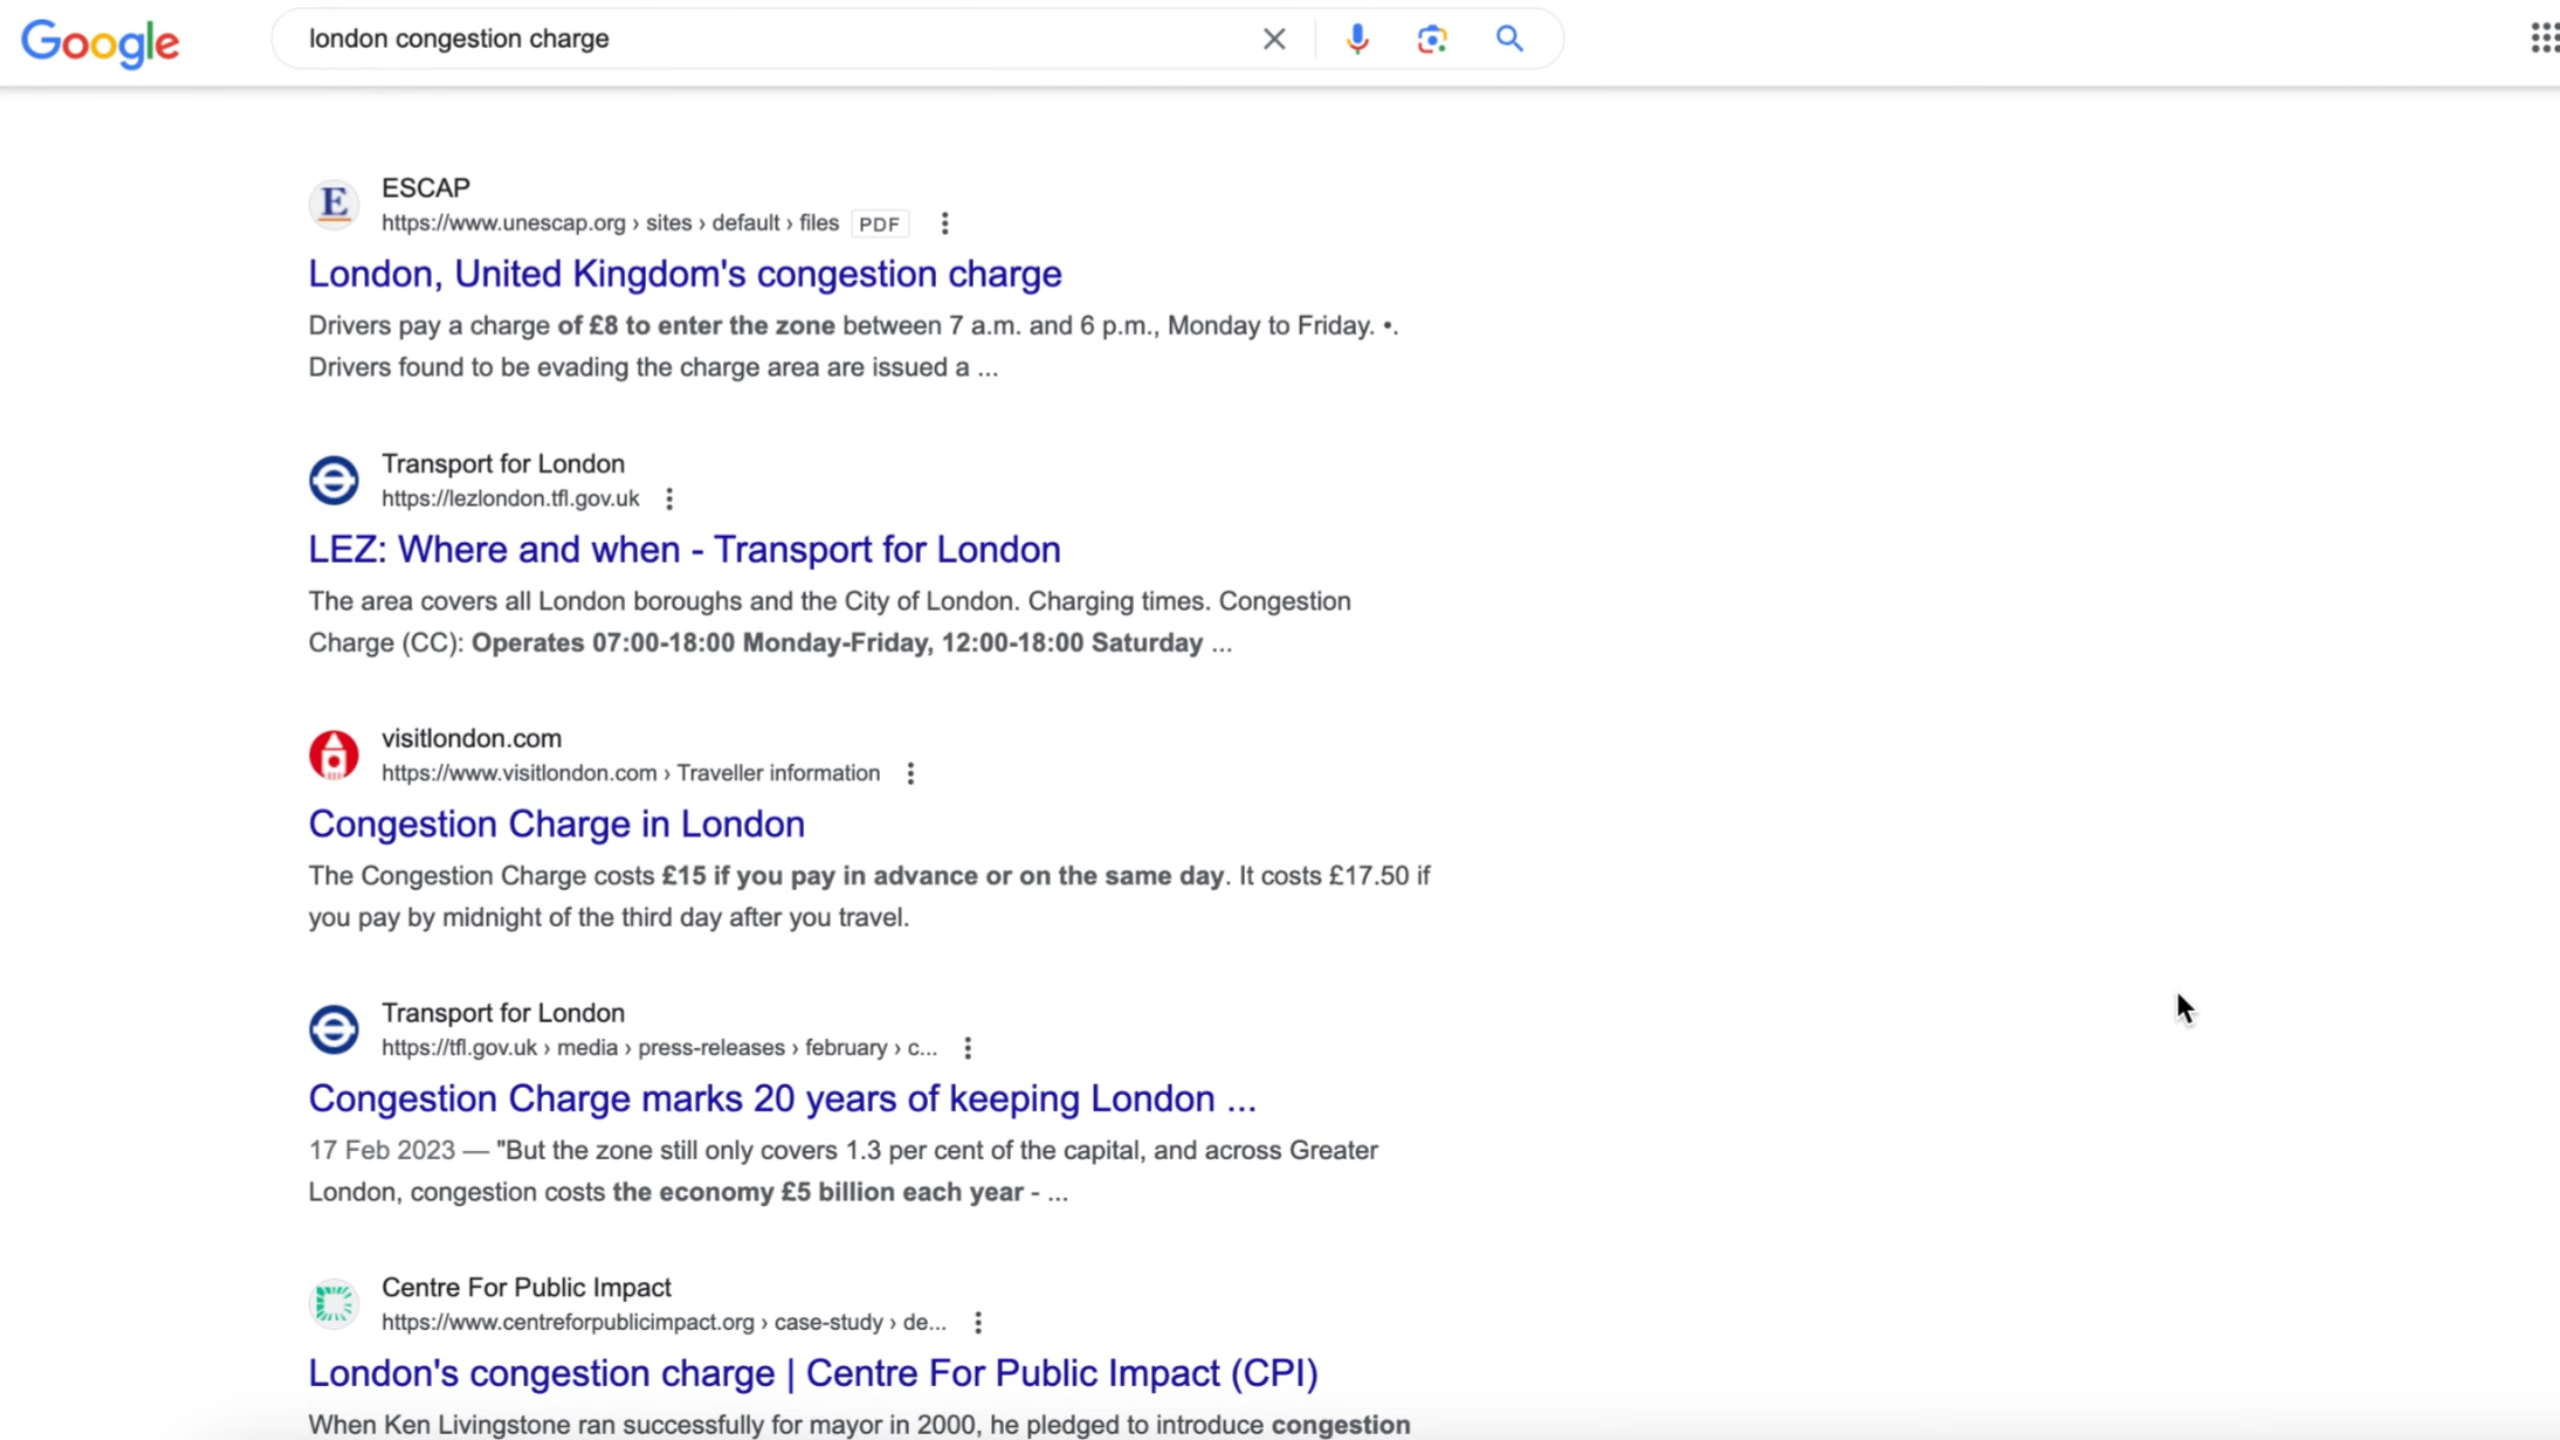 Google
london congestion charge
ESCAP
https://www.unescap.org › sites › default › files PDF
London, United Kingdom's congestion charge
Drivers pay a charge of £8 to enter the zone between 7 a.m. and 6 p.m., Monday to Friday. •.
Drivers found to be evading the charge area are issued a ...
Transport for London
https://lezlondon.tfl.gov.uk
LEZ: Where and when - Transport for London
The area covers all London boroughs and the City of London. Charging times. Congestion
Charge (CC): Operates 07:00-18:00 Monday-Friday, 12:00-18:00 Saturday ...
visitlondon.com
https://www.visitlondon.com › Traveller information
Congestion Charge in London
The Congestion Charge costs £15 if you pay in advance or on the same day. It costs £17.50 if
you pay by midnight of the third day after you travel.
Transport for London
https://tfl.gov.uk › media › press-releases › february › c...
Congestion Charge marks 20 years of keeping London ...
17 Feb 2023 — "But the zone still only covers 1.3 per cent of the capital, and across Greater
London, congestion costs the economy £5 billion each year - ...
Centre For Public Impact
https://www.centreforpublicimpact.org › case-study › de...
London's congestion charge | Centre For Public Impact (CPI)
When Ken Livingstone ran successfully for mayor in 2000, he pledged to introduce congestion